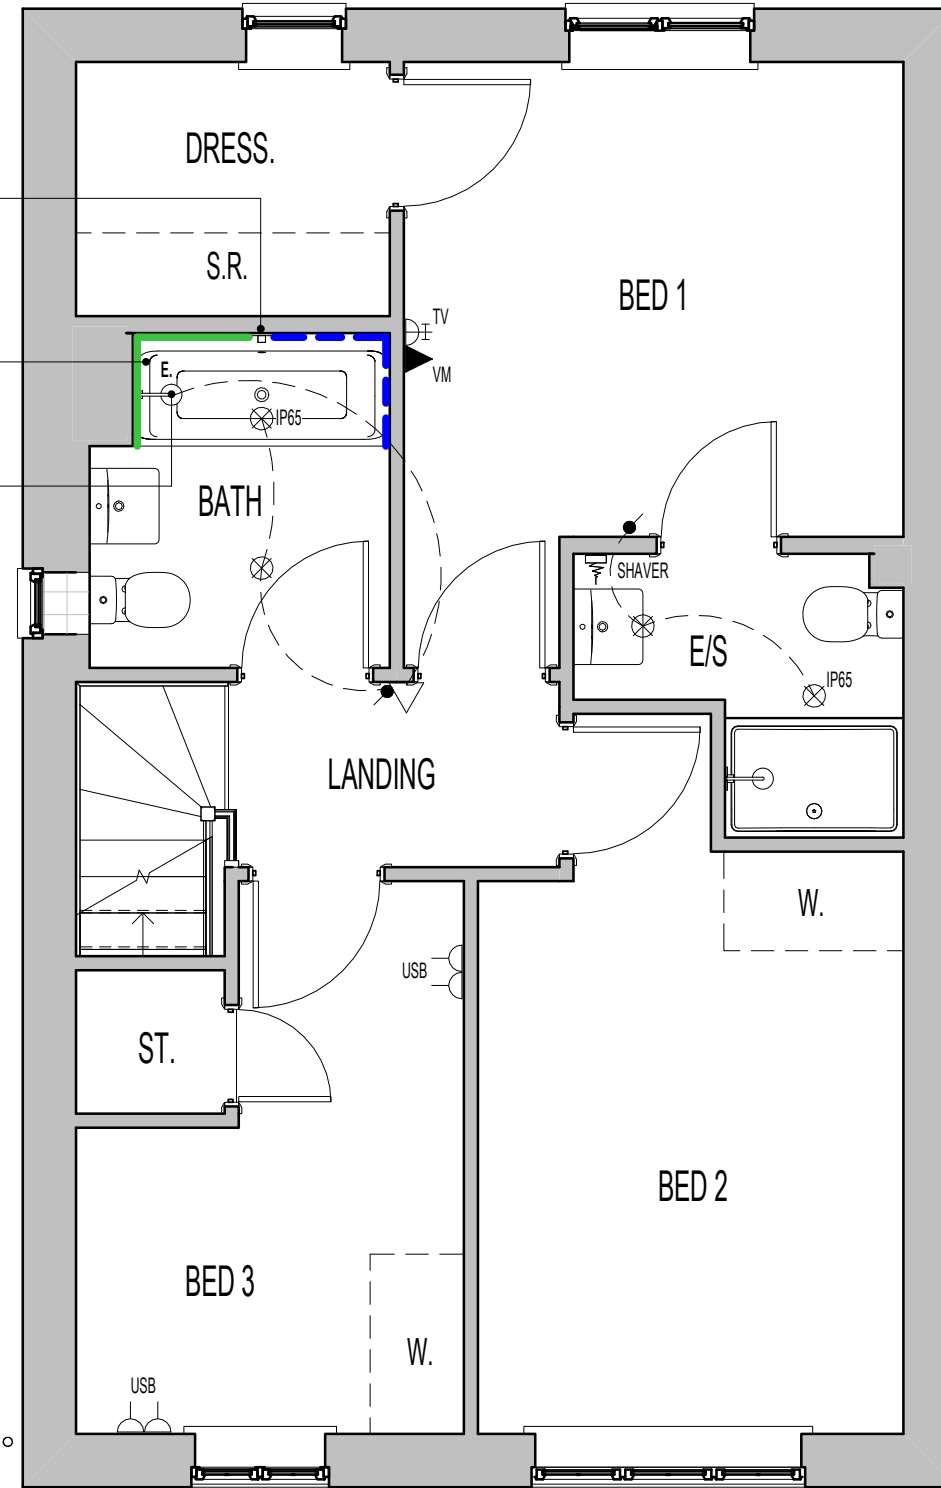 DRESS.
S.R.
BED 1
TV
VM
E.
IP65
BATH
SHAVER
E/S
IP65
LANDING
W.
USB
ST.
BED 2
BED 3
W.
USB